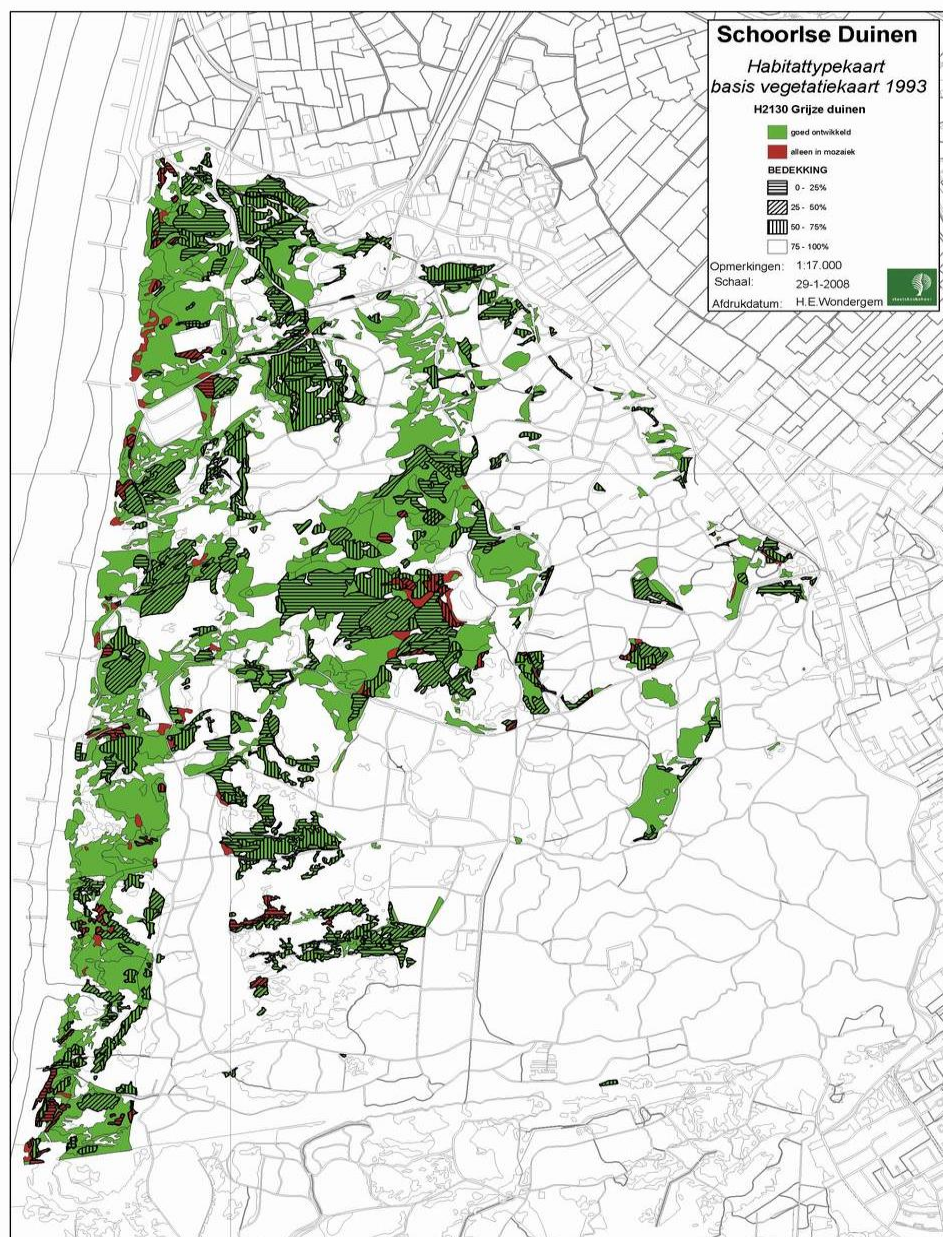 Schoorlse Duinen
Habitattypekaart
basis vegetatiekaart 1993
H2130 Grijze duinen
goed ontwikkeld
alleen in mozaiek
BEDEKKING
0 - 25%
25 - 50%
50 - 75%
75 - 100%
Opmerkingen: 1:17.000
Schaal: 29-1-2008
Afdrukdatum: H.E.Wondergem
staatsbosbeheer